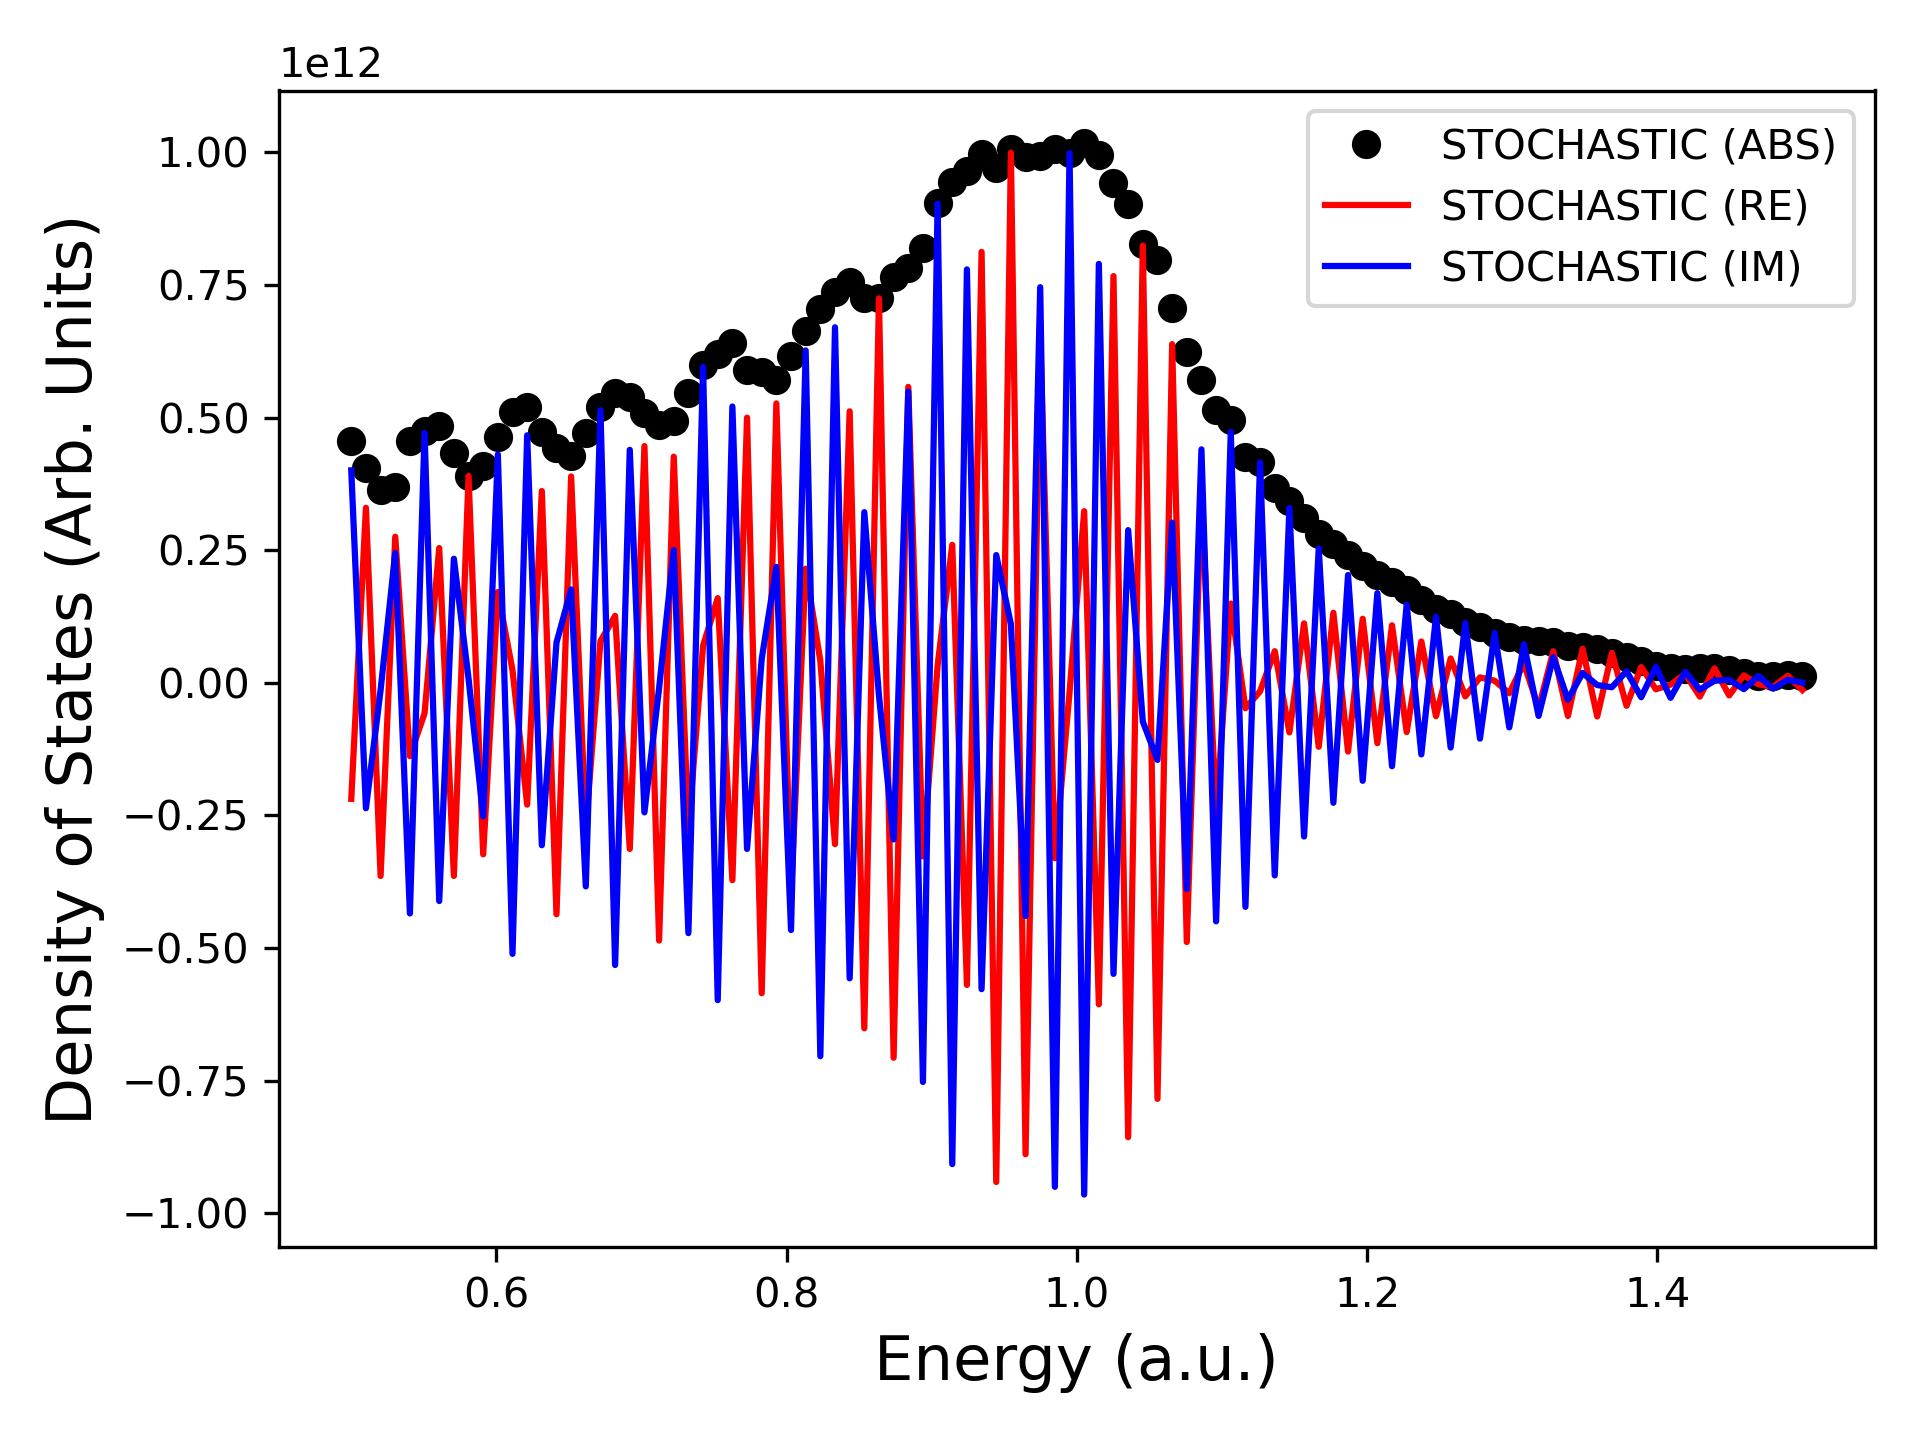 1e12
1.00
0.75
0.50
0.25
0.00
−0.25
−0.50
−0.75
−1.00
Density of States (Arb. Units)
STOCHASTIC (ABS)
STOCHASTIC (RE)
STOCHASTIC (IM)
0.6 0.8 1.0 1.2 1.4
Energy (a.u.)